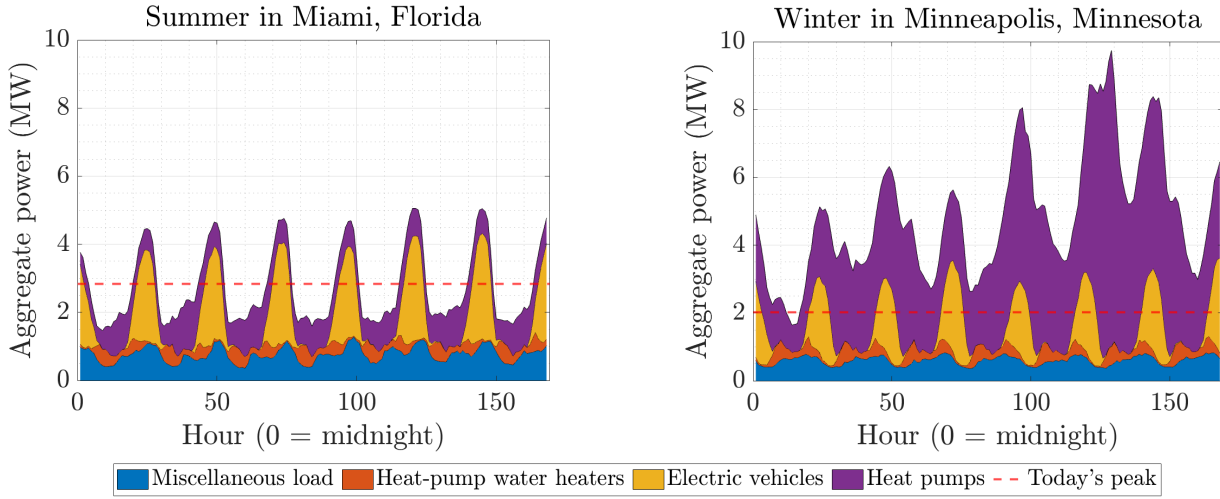 Summer in Miami, Florida
Aggregate power (MW)
10
8
6
4
2
0
0 50 100 150
Hour (0 = midnight)
Winter in Minneapolis, Minnesota
Aggregate power (MW)
10
8
6
4
2
0
0 50 100 150
Hour (0 = midnight)
Miscellaneous load Heat-pump water heaters Electric vehicles Heat pumps Today's peak